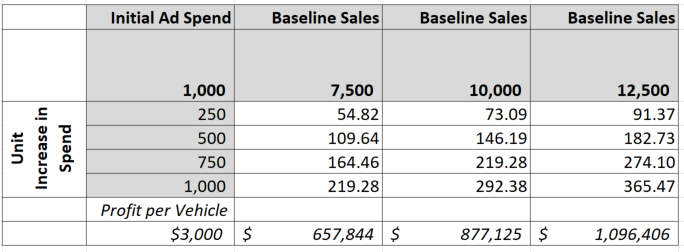 Initial Ad Spend Baseline Sales Baseline Sales Baseline Sales
1,000 7,500 10,000 12,500
Unit Increase in Spend
250 54.82 73.09 91.37
500 109.64 146.19 182.73
750 164.46 219.28 274.10
1,000 219.28 292.38 365.47
Profit per Vehicle
$3,000 $ 657,844 $ 877,125 $ 1,096,406